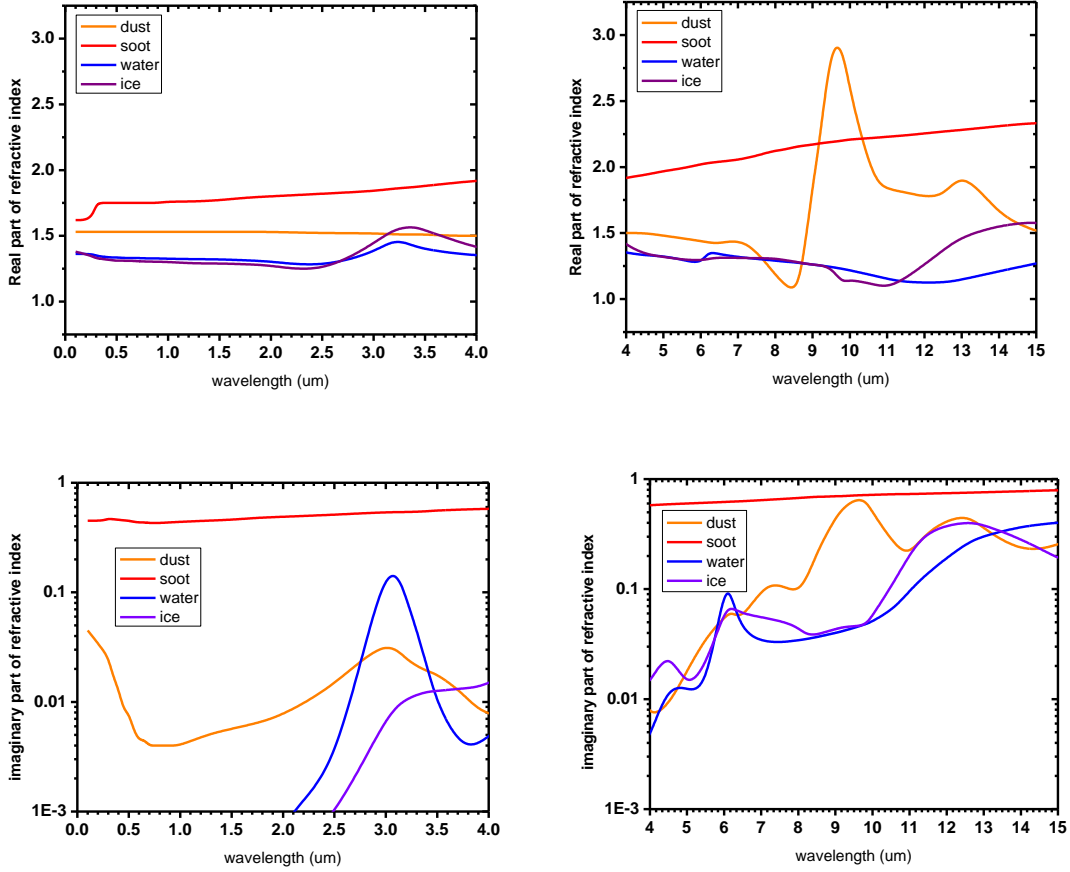 dust
soot
water
ice
3.0
2.5
2.0
1.5
1.0
Real part of refractive index
0.0 0.5 1.0 1.5 2.0 2.5 3.0 3.5 4.0
wavelength (um)
dust
soot
water
ice
3.0
2.5
2.0
1.5
1.0
Real part of refractive index
4 5 6 7 8 9 10 11 12 13 14 15
wavelength (um)
dust
soot
water
ice
1
0.1
0.01
1E-3
imaginary part of refractive index
0.0 0.5 1.0 1.5 2.0 2.5 3.0 3.5 4.0
wavelength (um)
dust
soot
water
ice
1
0.1
0.01
1E-3
imaginary part of refractive index
4 5 6 7 8 9 10 11 12 13 14 15
wavelength (um)